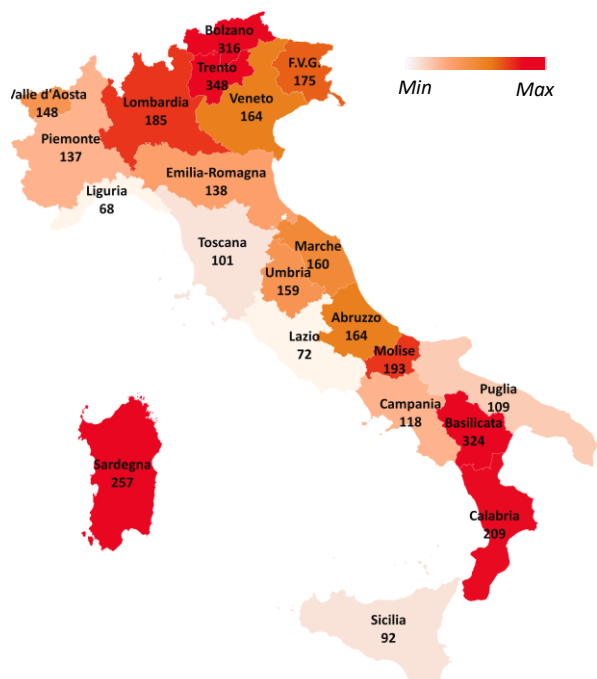 Bolzano
316
Trento
348
F.V.G.
175
Min
Max
/alle d'Aosta
148
Lombardia
185
Veneto
164
Piemonte
137
Emilia-Romagna
138
Liguria
68
Toscana
101
Marche
160
Umbria
159
Abruzzo
164
Lazio
72
Molise
193
Puglia
109
Campania
118
Basilicata
324
Sardegna
257
Calabria
209
Sicilia
92